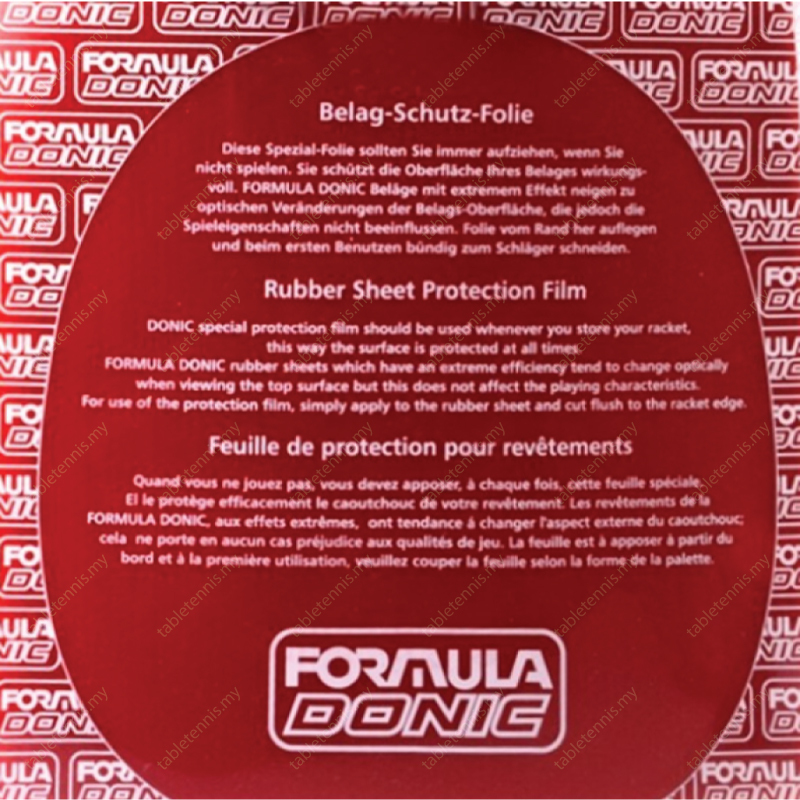 Belag-Schutz-Folie
Diese Spezial-Folie sollten Sie immer aufziehen, wenn Sie
nicht spielen. Sie schützt die Oberfläche Ihres Belages wirkungs-
voll. FORMULA DONIC Beläge mit extremem Effekt neigen zu
optischen Veränderungen der Belags-Oberfläche, die jedoch die
Spieleigenschaften nicht beeinflussen. Folie vom Rand her auflegen
und beim ersten Benutzen bündig zum Schläger schneiden.
Rubber Sheet Protection Film
DONIC special protection film should be used whenever you store your racket,
this way the surface is protected at all times.
FORMULA DONIC rubber sheets which have an extreme efficiency tend to change optically
when viewing the top surface but this does not affect the playing characteristics.
For use of the protection film, simply apply to the rubber sheet and cut flush to the racket edge.
Feuille de protection pour revêtements
Quand vous ne jouez pas, vous devez apposer, à chaque fois, cette feuille spéciale.
El le protège efficacement le caoutchouc de votre revêtement. Les revêtements de la
FORMULA DONIC, aux effets extrêmes, ont tendance á changer l'aspect externe du caoutchouc;
cela ne porte en aucun cas préjudice aux qualités de jeu. La feuille est à apposer à partir du
bord et à la première utilisation, veuillez couper la feuille selon la forme de la palette.
FORMULA
DONIC
tabletennis.my